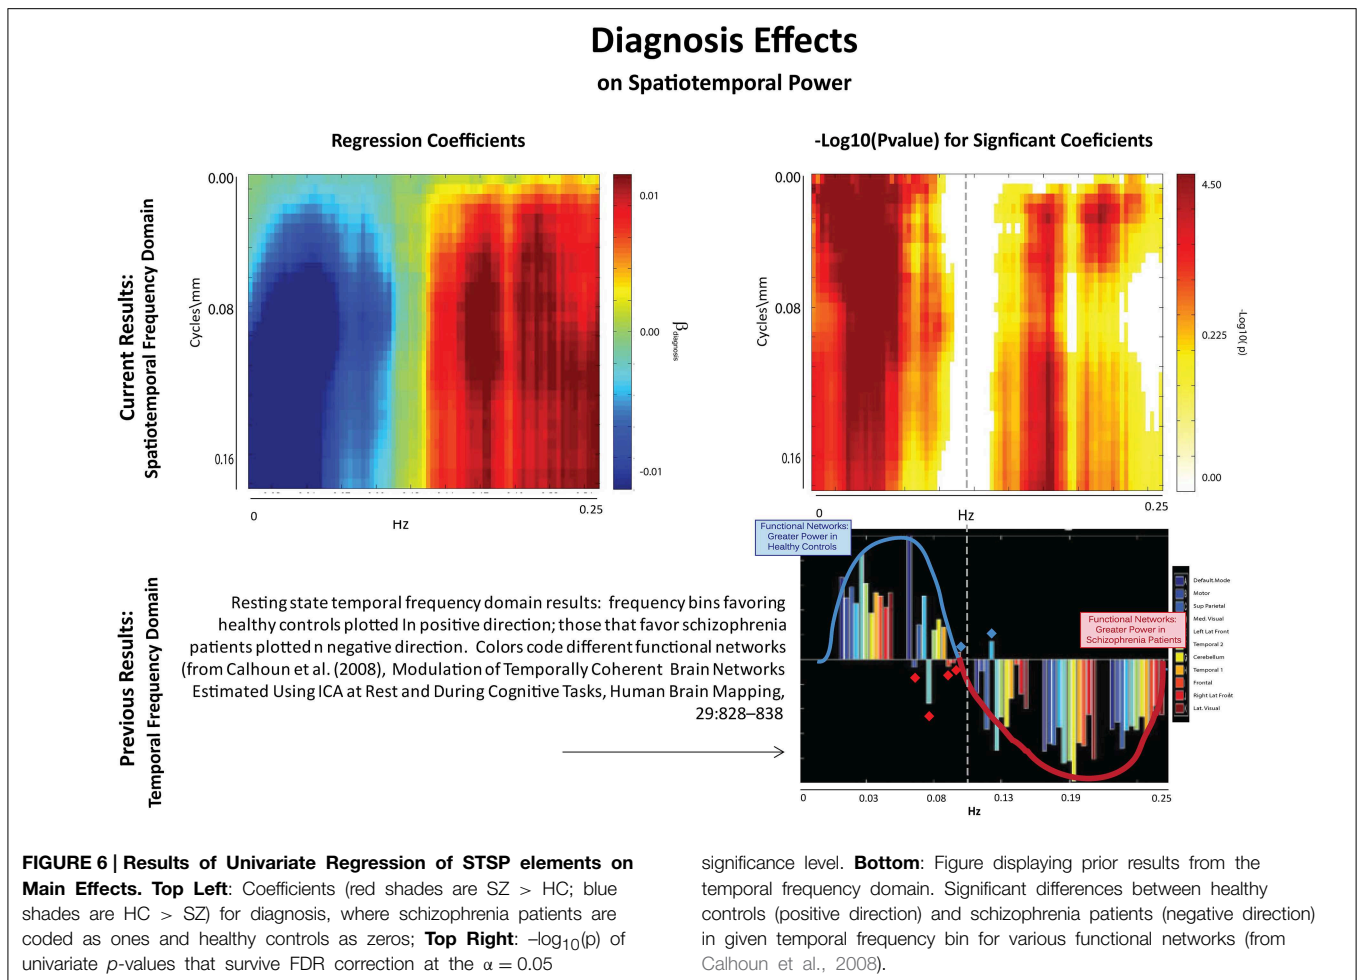 Diagnosis Effects
on Spatiotemporal Power
Regression Coefficients
-Log10(Pvalue) for Signficant Coeficients
Current Results:
Spatiotemporal Frequency Domain
Cycles\mm
0.00
0.08
0.16
0
0.25
Hz
0.01
0.00
-0.01
βdiagnosis
Cycles\mm
0.00
0.08
0.16
0
0.25
Hz
4.50
0.225
0.00
-Log10( p)
Previous Results:
Temporal Frequency Domain
Resting state temporal frequency domain results: frequency bins favoring
healthy controls plotted In positive direction; those that favor schizophrenia
patients plotted n negative direction. Colors code different functional networks
(from Calhoun et al. (2008), Modulation of Temporally Coherent Brain Networks
Estimated Using ICA at Rest and During Cognitive Tasks, Human Brain Mapping,
29:828–838
Functional Networks:
Greater Power in
Healthy Controls
Functional Networks:
Greater Power in
Schizophrenia Patients
Default.Mode
Motor
Sup Parietal
Med. Visual
Left Lat Front
Temporal 2
Cerebellum
Temporal 1
Frontal
Right Lat Froêt
Lat. Visual
0
0.03
0.08
0.13
0.19
0.25
Hz
FIGURE 6 | Results of Univariate Regression of STSP elements on
Main Effects. Top Left: Coefficients (red shades are SZ > HC; blue
shades are HC > SZ) for diagnosis, where schizophrenia patients are
coded as ones and healthy controls as zeros; Top Right: –log10(p) of
univariate p-values that survive FDR correction at the α = 0.05
significance level. Bottom: Figure displaying prior results from the
temporal frequency domain. Significant differences between healthy
controls (positive direction) and schizophrenia patients (negative direction)
in given temporal frequency bin for various functional networks (from
Calhoun et al., 2008).